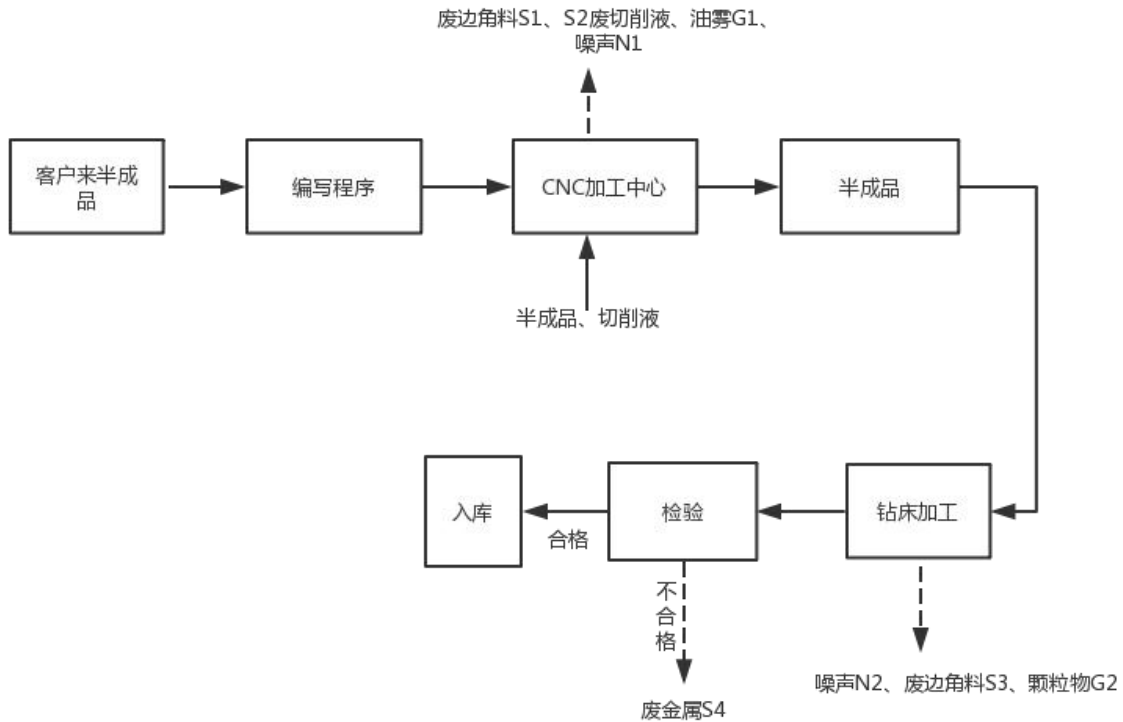 废边角料S1、S2废切削液、油雾G1、
噪声N1
客户来半成
品
编写程序
CNC加工中心
半成品
半成品、切削液
入库
合格
检验
钻床加工
不
合
格
噪声N2、废边角料S3、颗粒物G2
废金属S4